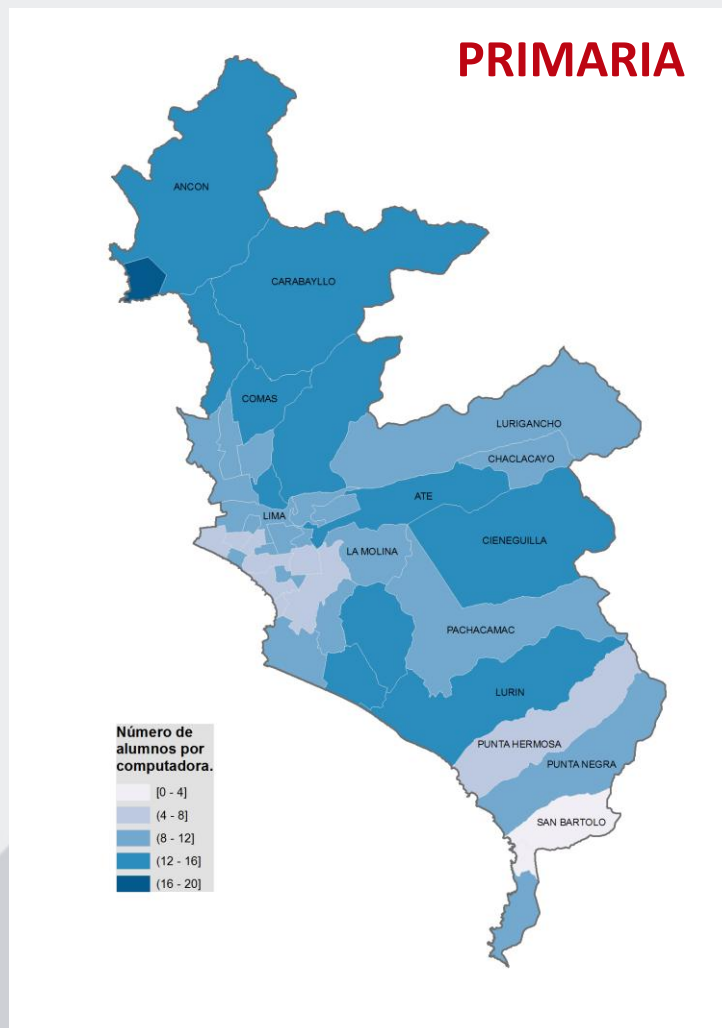 PRIMARIA
ANCON
CARABAYLLO
COMAS
LURIGANCHO
CHACLACAYO
ATE
LIMA
CIENEGUILLA
LA MOLINA
PACHACAMAC
LURIN
PUNTA HERMOSA
PUNTA NEGRA
SAN BARTOLO
Número de
alumnos por
computadora.
[0 - 4]
(4 - 8]
(8 - 12]
(12 - 16]
(16 - 20]